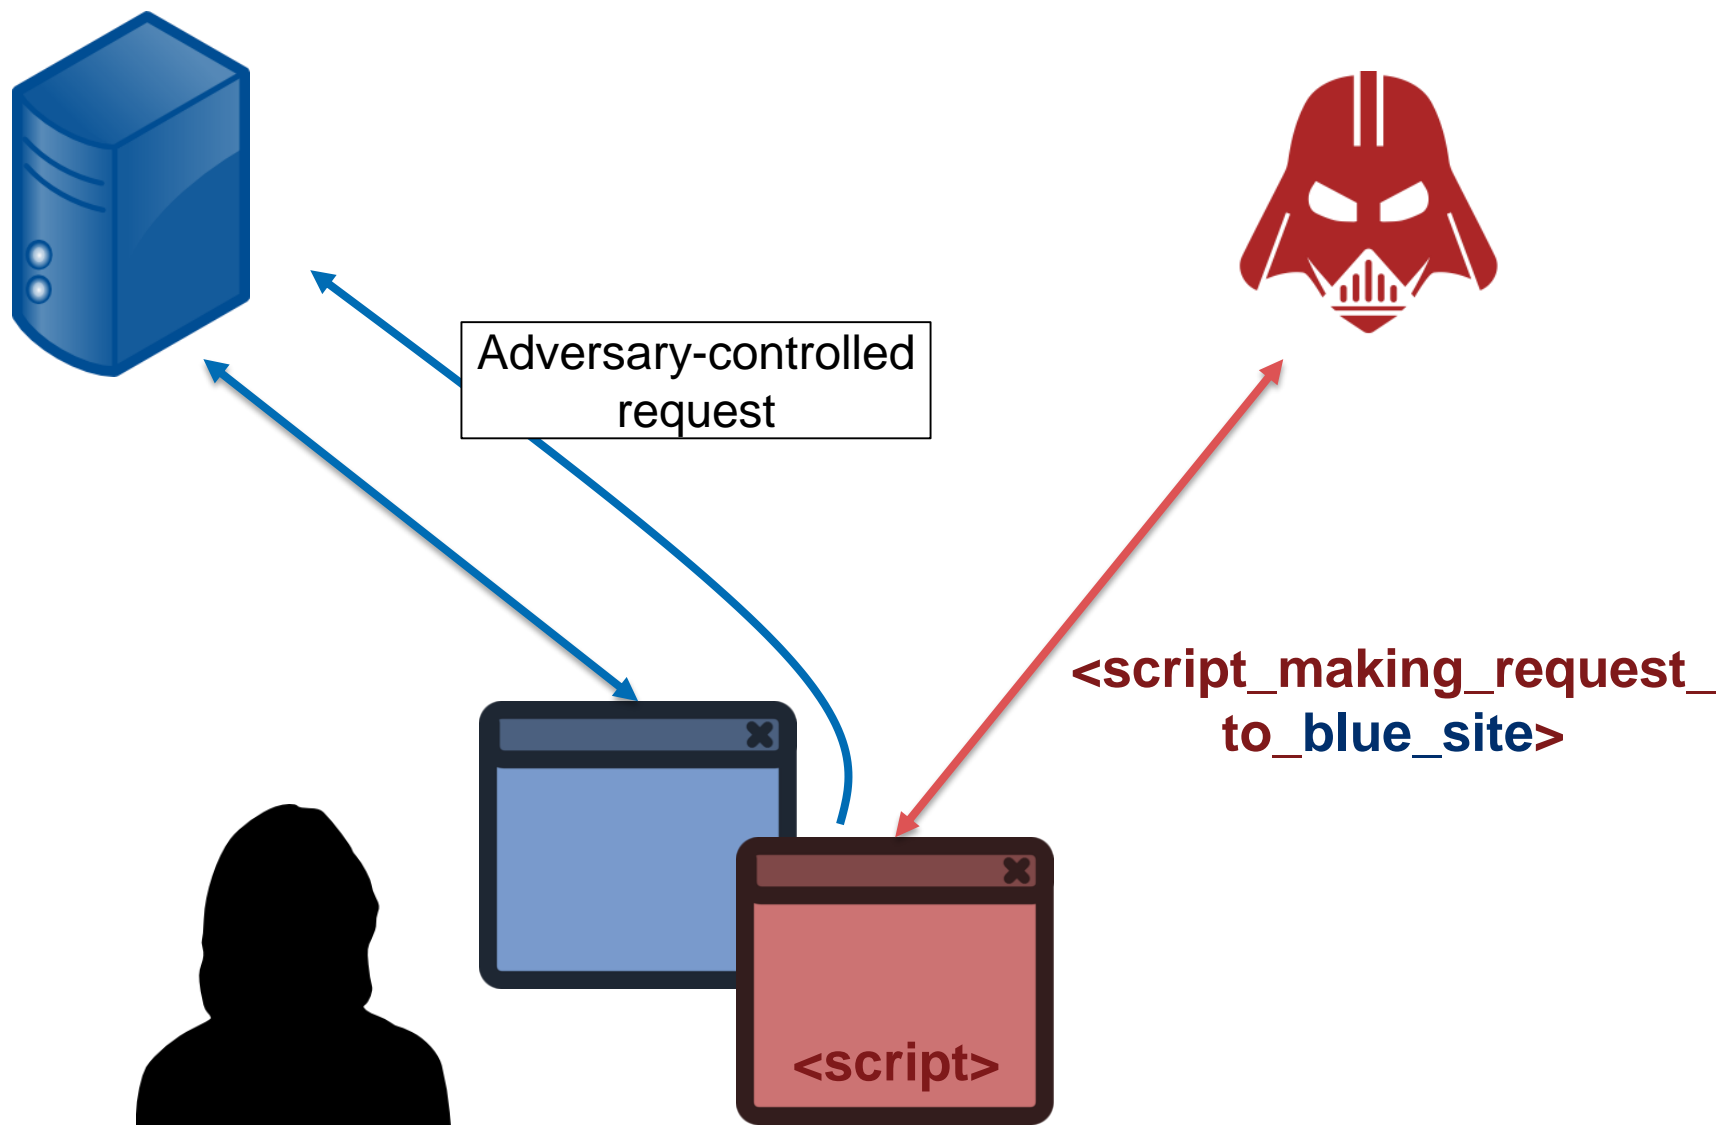 Adversary-controlled
request
<script_making_request_
to_blue_site>
<script>